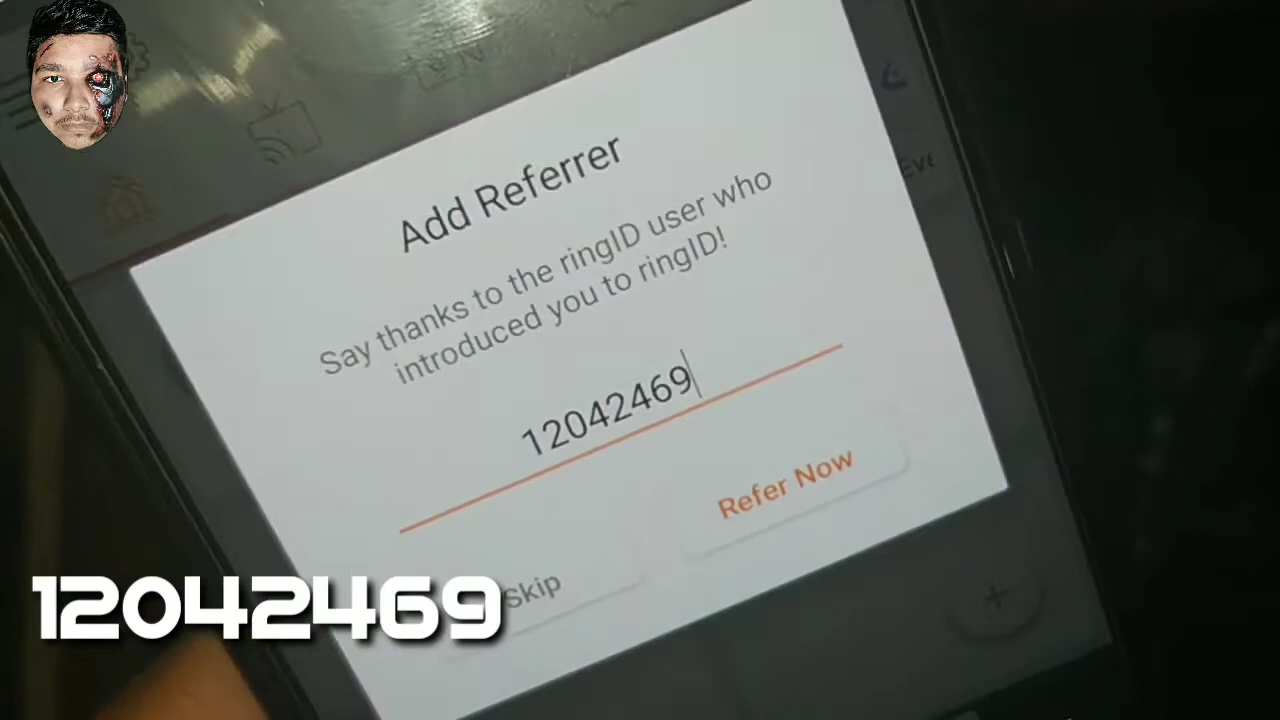 Add Referrer
Say thanks to the ringID user who
introduced you to ringID!
12042469
Refer Now
Skip
12042469